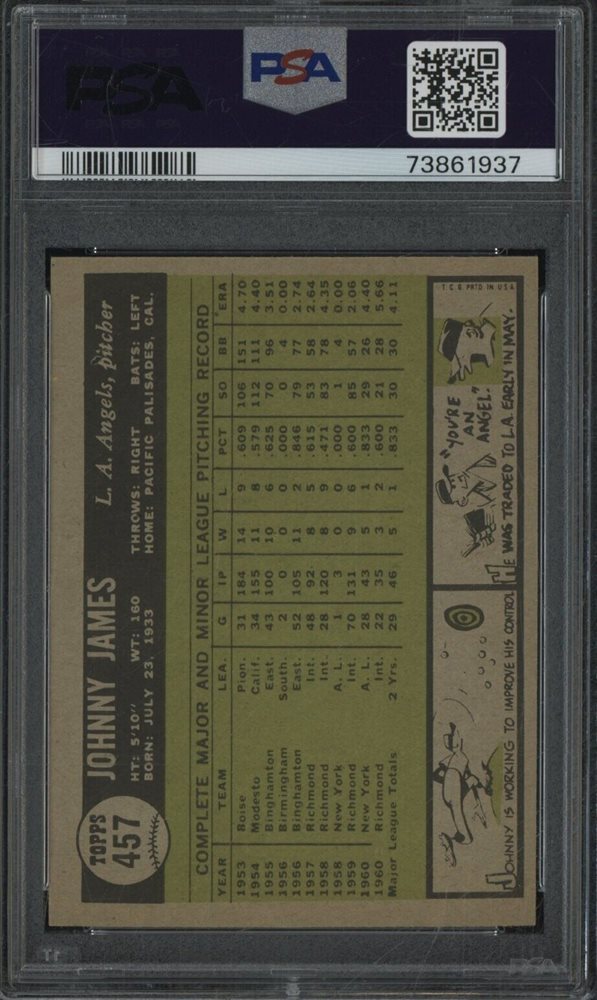 PSA
PSA
73861937
TOPPS
457
JOHNNY JAMES
L. A. Angels, pitcher
HT: 5'10" WT: 160 THROWS: RIGHT BATS: LEFT
BORN: JULY 23, 1933 HOME: PACIFIC PALISADES, CAL.
COMPLETE MAJOR AND MINOR LEAGUE PITCHING RECORD
YEAR TEAM LEA. G IP W L PCT SO BB ERA
1953 Boise Pion. 31 184 14 9 .609 106 151 4.70
1954 Modesto Calif. 34 155 11 8 .579 112 111 4.40
1955 Binghamton East. 43 100 10 6 .625 70 96 3.51
1956 Birmingham South. 2 0 0 0 .000 0 4 0.00
1956 Binghamton East. 52 105 11 2 .846 79 77 2.74
1957 Richmond Int. 48 92 8 5 .615 53 58 2.64
1958 Richmond Int. 28 120 8 9 .471 83 78 4.35
1958 New York A. L. 1 3 0 0 .000 1 4 0.00
1959 Richmond Int. 70 131 9 6 .600 85 57 2.06
1960 New York A. L. 28 43 5 1 .833 29 26 4.40
1960 Richmond Int. 22 35 3 2 .600 21 28 5.66
Major League Totals 2 Yrs. 29 46 5 1 .833 30 30 4.11
T. C. G. PRTD IN U S A
"YOU'RE
AN
ANGEL."
JOHNNY IS WORKING TO IMPROVE HIS CONTROL
HE WAS TRADED TO L.A. EARLY IN MAY.
PSA